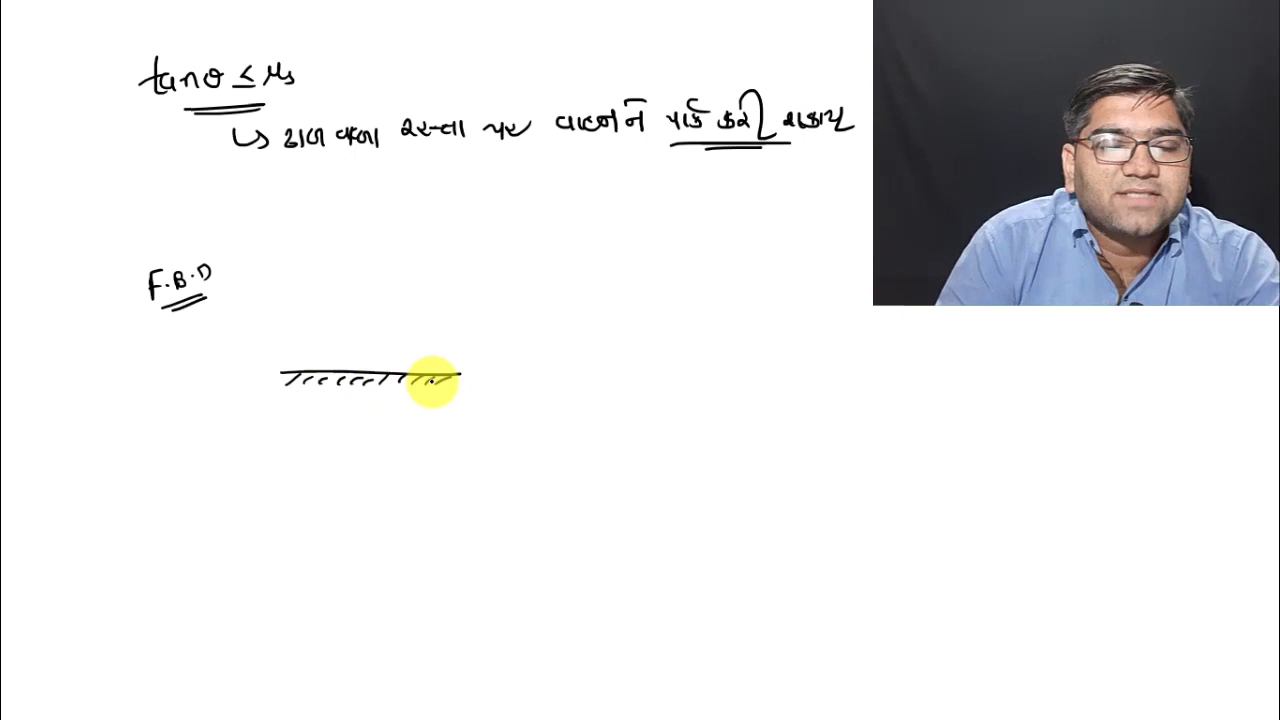 tanθ ≤ μs
↳ ઢાળ વાળા રસ્તા પર વાહનને પાર્ક કરી શકાય
F.B.D